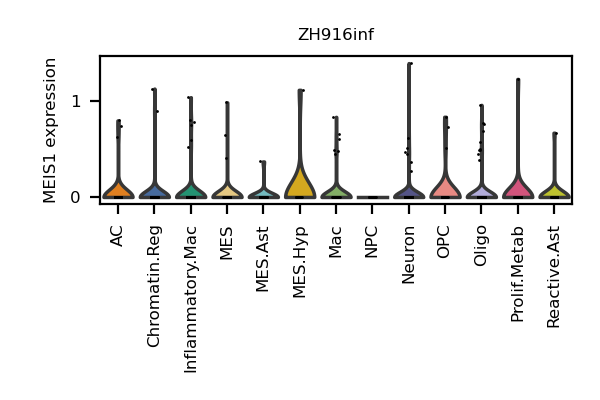 ZH916inf
MEIS1 expression
1
0
AC
Chromatin.Reg
Inflammatory.Mac
MES
MES.Ast
MES.Hyp
Mac
NPC
Neuron
OPC
Oligo
Prolif.Metab
Reactive.Ast